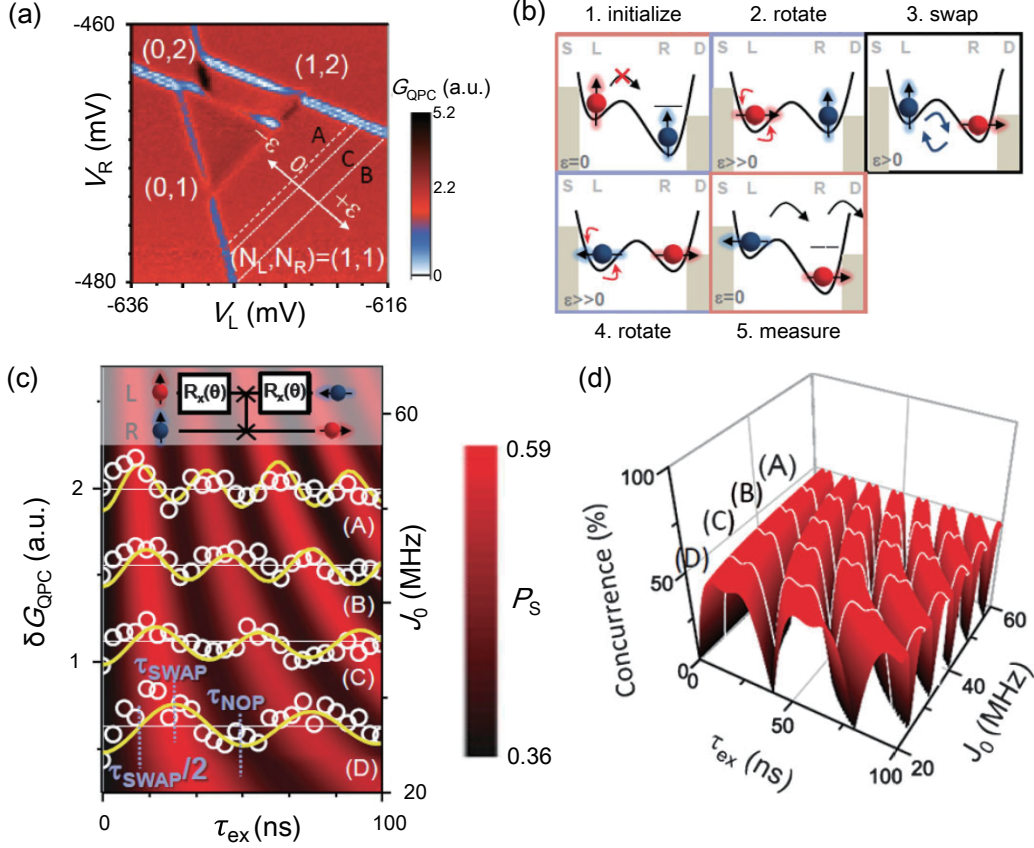 (a)
-460
(0,2)
(1,2)
G_QPC (a.u.)
5.2
2.2
0
V_R (mV)
(0,1)
A
C
B
-ε
0
+ε
(N_L,N_R)=(1,1)
-480
-636
V_L (mV)
-616
(b)
1. initialize
2. rotate
3. swap
S L R D
S L R D
S L R D
ε=0
ε>>0
ε>0
S L R D
S L R D
ε>>0
ε=0
4. rotate
5. measure
(c)
L
R_x(θ)
R_x(θ)
R
60
2
(A)
(B)
δG_QPC (a.u.)
J_0 (MHz)
1
τ_SWAP
(C)
τ_NOP
τ_SWAP/2
(D)
20
0
τ_ex (ns)
100
0.59
P_S
0.36
(d)
100
(A)
(B)
(C)
(D)
Concurrence (%)
50
0
0
50
100
τ_ex (ns)
20
40
60
J_0 (MHz)